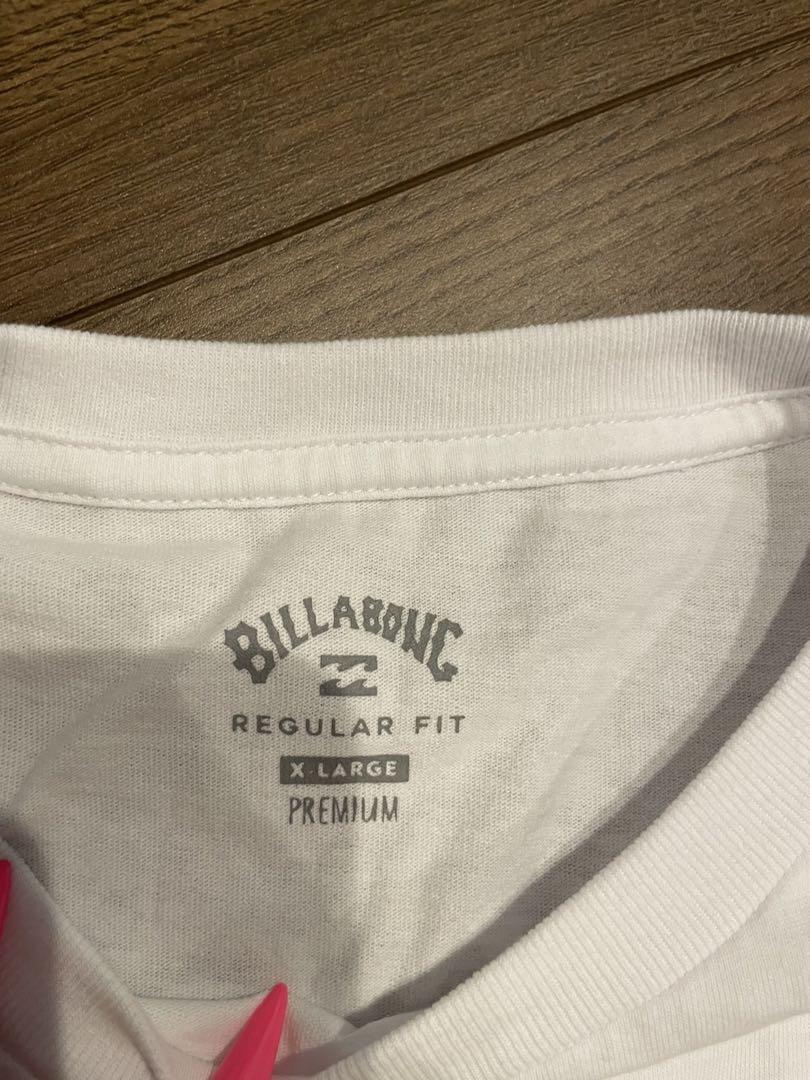 BILLABONG
REGULAR FIT
X-LARGE
PREMIUM